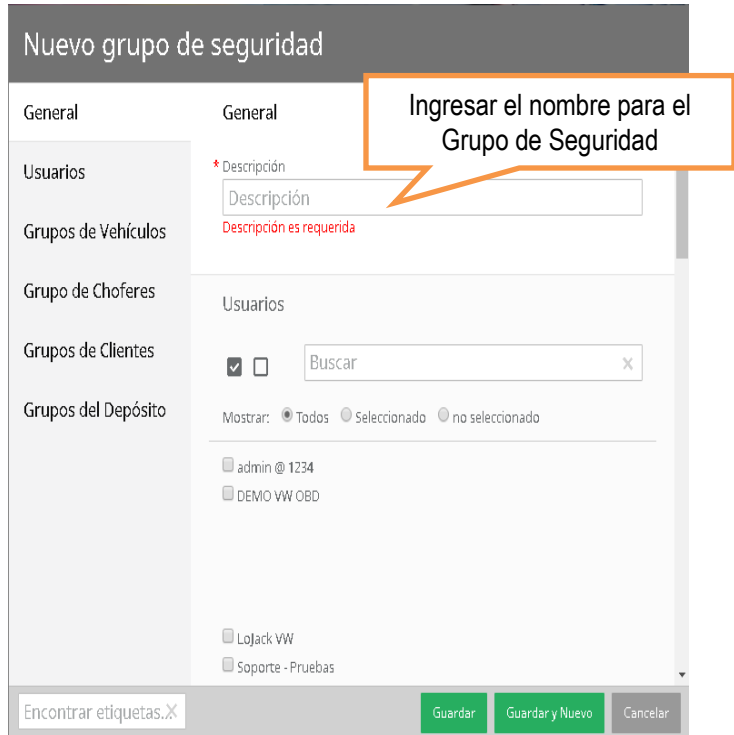 Nuevo grupo de seguridad
Ingresar el nombre para el
Grupo de Seguridad
General
Usuarios
Grupos de Vehículos
Grupo de Choferes
Grupos de Clientes
Grupos del Depósito
General
* Descripción
Descripción
Descripción es requerida
Usuarios
Buscar
Mostrar: Todos Seleccionado no seleccionado
admin @ 1234
DEMO VW OBD
LoJack VW
Soporte - Pruebas
Encontrar etiquetas..
Guardar
Guardar y Nuevo
Cancelar